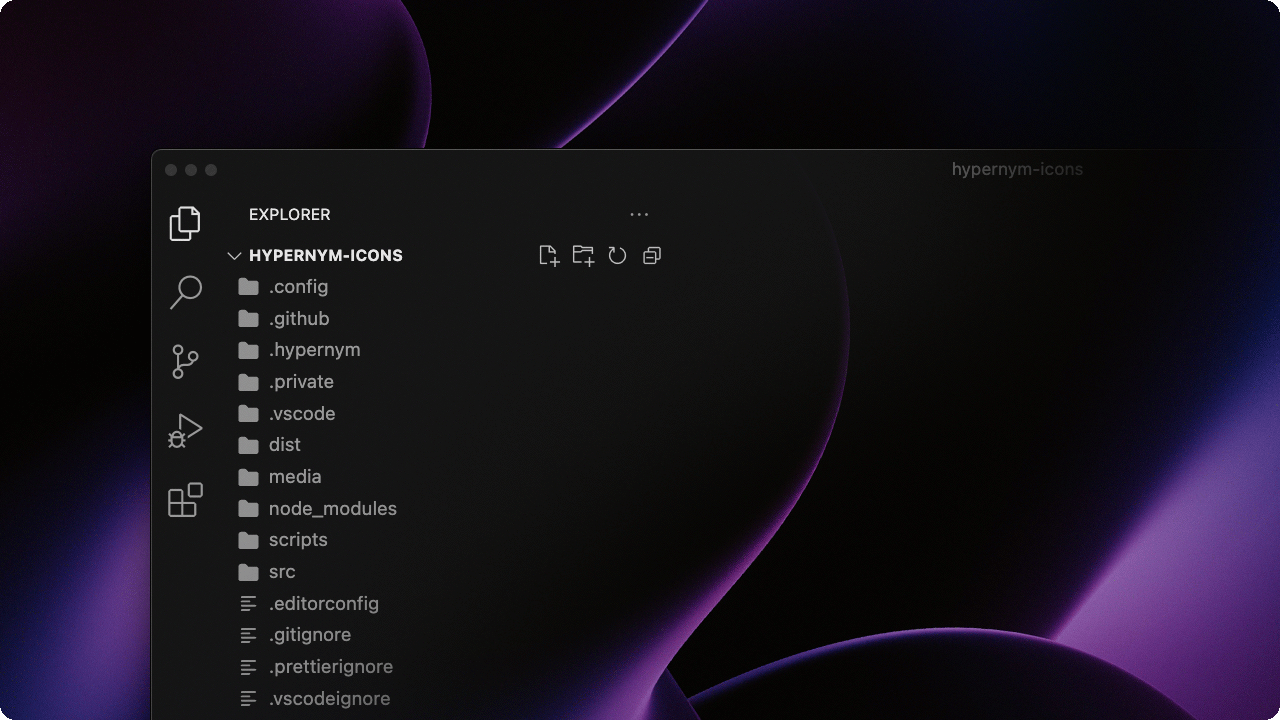 hypernym-icons
EXPLORER
HYPERNYM-ICONS
.config
.github
.hypernym
.private
.vscode
dist
media
node_modules
scripts
src
.editorconfig
.gitignore
.prettierignore
.vscodeignore